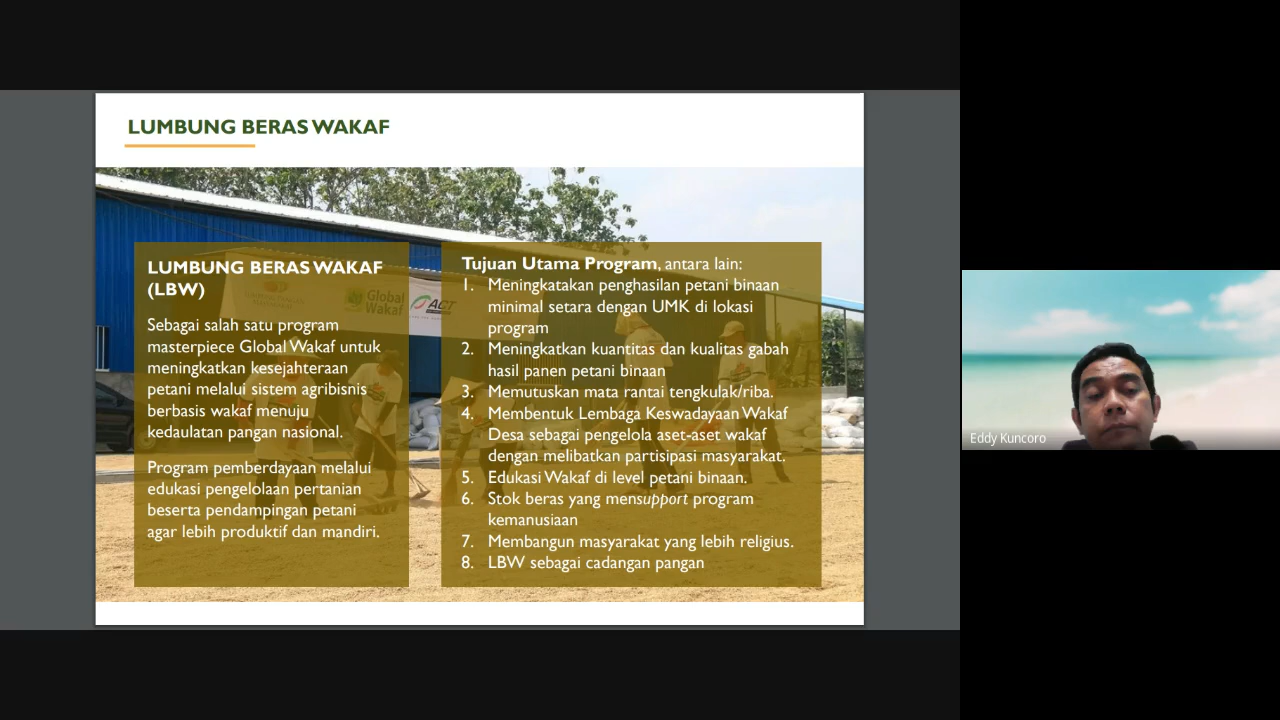 LUMBUNG BERAS WAKAF
LUMBUNG BERAS WAKAF
(LBW)
Sebagai salah satu program
masterpiece Global Wakaf untuk
meningkatkan kesejahteraan
petani melalui sistem agribisnis
berbasis wakaf menuju
kedaulatan pangan nasional.
Program pemberdayaan melalui
edukasi pengelolaan pertanian
beserta pendampingan petani
agar lebih produktif dan mandiri.
Global
Wakaf
ACT
Tujuan Utama Program, antara lain:
1. Meningkatakan penghasilan petani binaan
minimal setara dengan UMK di lokasi
program
2. Meningkatkan kuantitas dan kualitas gabah
hasil panen petani binaan
3. Memutuskan mata rantai tengkulak/riba.
4. Membentuk Lembaga Keswadayaan Wakaf
Desa sebagai pengelola aset-aset wakaf
dengan melibatkan partisipasi masyarakat.
5. Edukasi Wakaf di level petani binaan.
6. Stok beras yang mensupport program
kemanusiaan
7. Membangun masyarakat yang lebih religius.
8. LBW sebagai cadangan pangan
Eddy Kuncoro